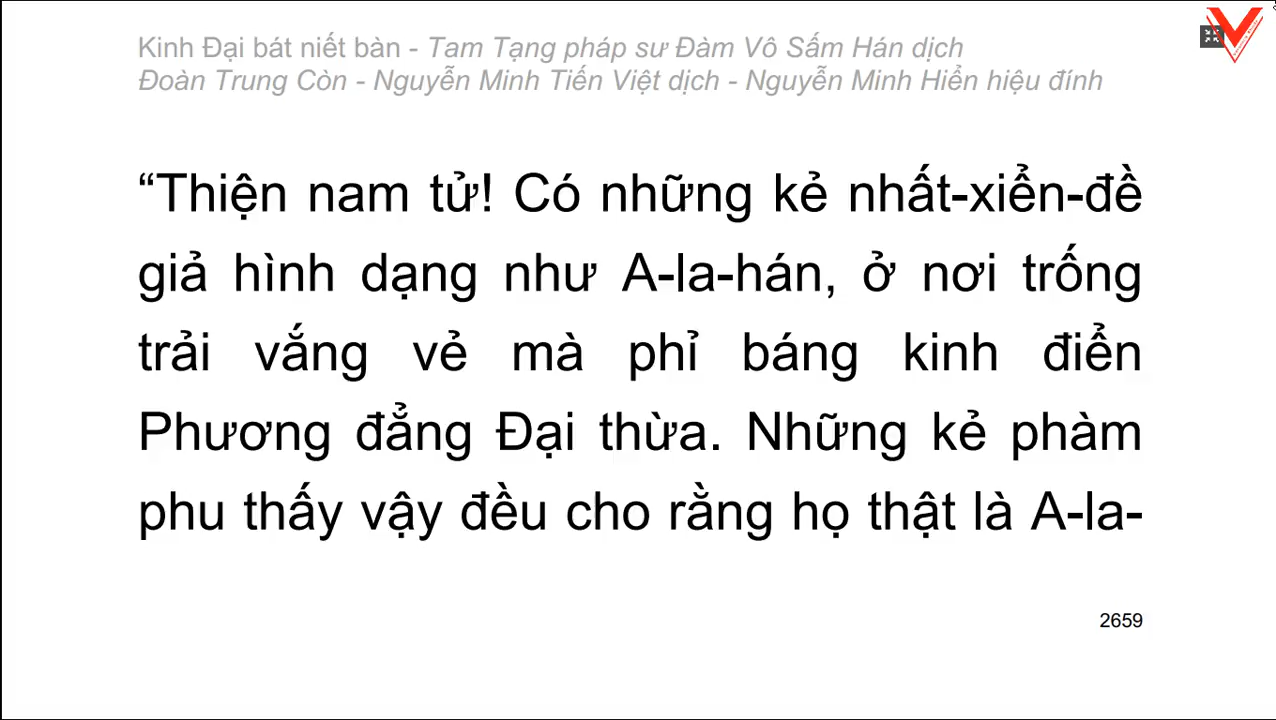 Kinh Đại bát niết bàn - Tam Tạng pháp sư Đàm Vô Sấm Hán dịch
Đoàn Trung Còn - Nguyễn Minh Tiến Việt dịch - Nguyễn Minh Hiển hiệu đính
“Thiện nam tử! Có những kẻ nhất-xiển-đề
giả hình dạng như A-la-hán, ở nơi trống
trải vắng vẻ mà phỉ báng kinh điển
Phương đẳng Đại thừa. Những kẻ phàm
phu thấy vậy đều cho rằng họ thật là A-la-
2659